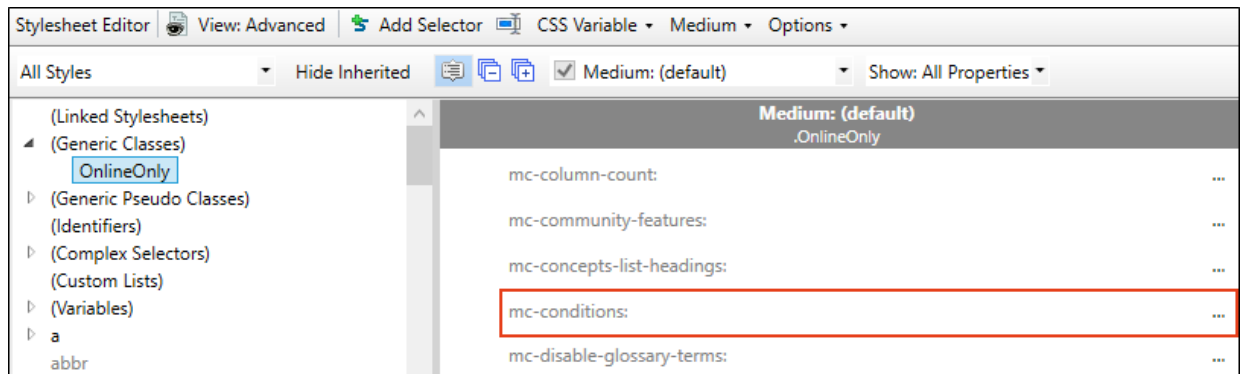 Stylesheet Editor View: Advanced Add Selector CSS Variable Medium Options
All Styles Hide Inherited Medium: (default) Show: All Properties
(Linked Stylesheets)
(Generic Classes)
OnlineOnly
(Generic Pseudo Classes)
(Identifiers)
(Complex Selectors)
(Custom Lists)
(Variables)
a
abbr
Medium: (default)
.OnlineOnly
mc-column-count: ...
mc-community-features: ...
mc-concepts-list-headings: ...
mc-conditions: ...
mc-disable-glossary-terms: ...